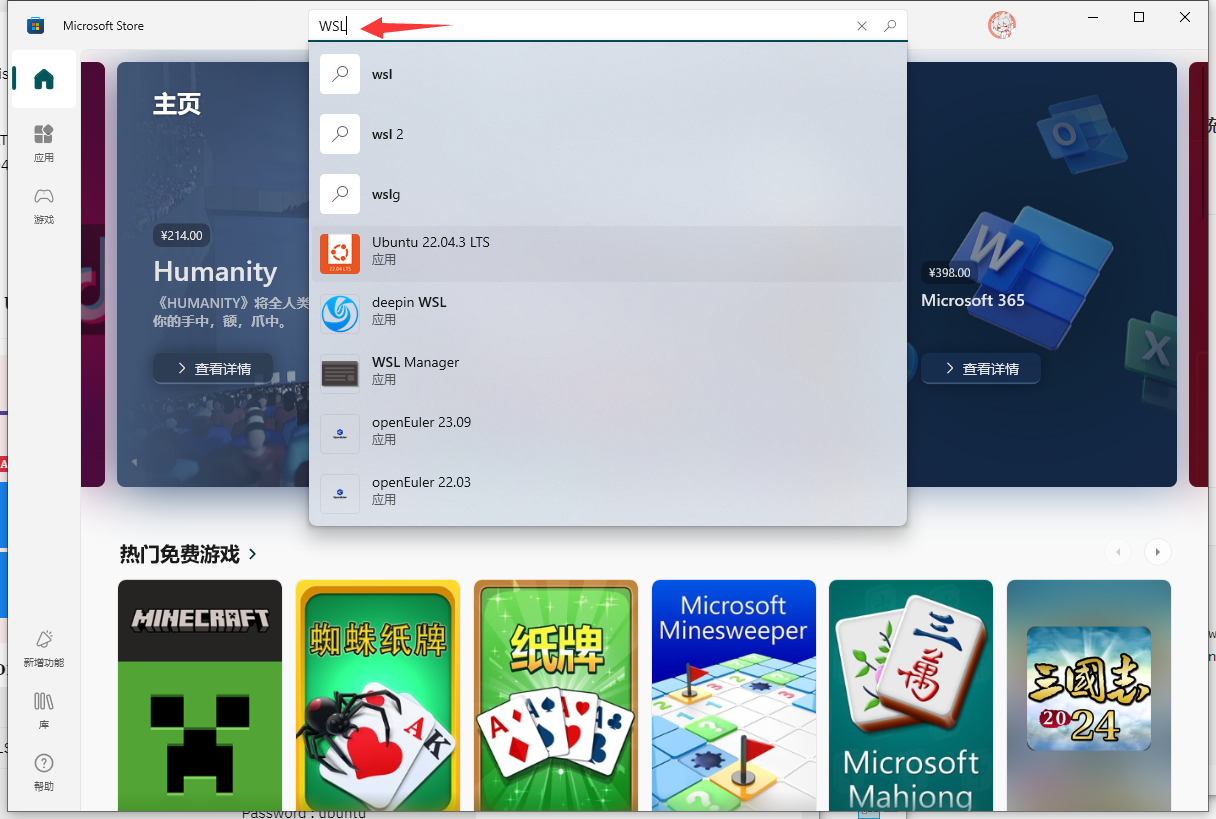 Microsoft Store
WSL
wsl
wsl 2
wslg
Ubuntu 22.04.3 LTS
应用
deepin WSL
应用
WSL Manager
应用
openEuler 23.09
应用
openEuler 22.03
应用
应用
游戏
新增功能
库
帮助
主页
¥214.00
Humanity
《HUMANITY》将全人类
你的手中，额，爪中。
查看详情
¥398.00
Microsoft 365
查看详情
热门免费游戏
MINECRAFT
蜘蛛纸牌
纸牌
Microsoft
Minesweeper
Microsoft
Mahjong
三國志
2024
Password : ubuntu